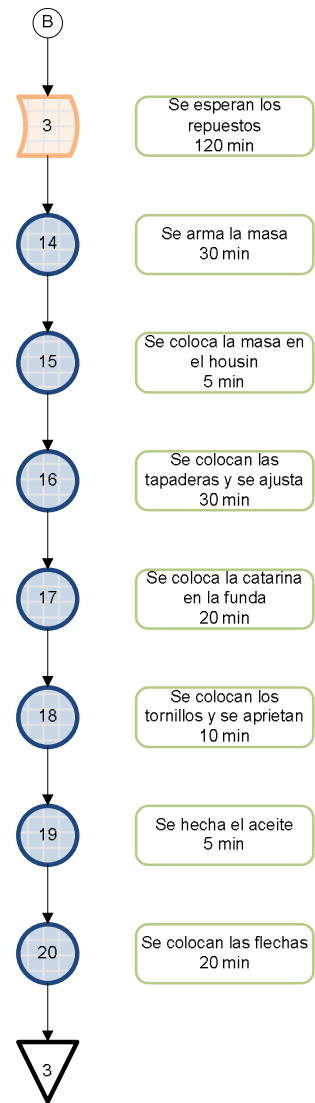 B
3
Se esperan los
repuestos
120 min
14
Se arma la masa
30 min
15
Se coloca la masa en
el housin
5 min
16
Se colocan las
tapaderas y se ajusta
30 min
17
Se coloca la catarina
en la funda
20 min
18
Se colocan los
tornillos y se aprietan
10 min
19
Se hecha el aceite
5 min
20
Se colocan las flechas
20 min
3